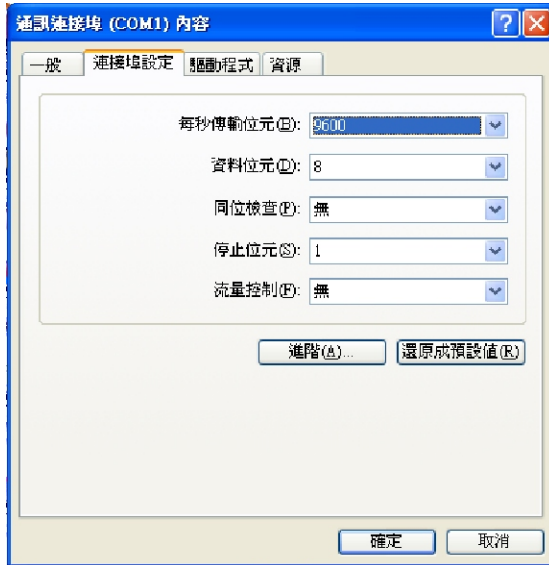 通訊連接埠 (COM1) 內容
一般 連接埠設定 驅動程式 資源
每秒傳輸位元(B): 9600
資料位元(D): 8
同位檢查(P): 無
停止位元(S): 1
流量控制(F): 無
進階(A)... 還原成預設值(R)
確定 取消